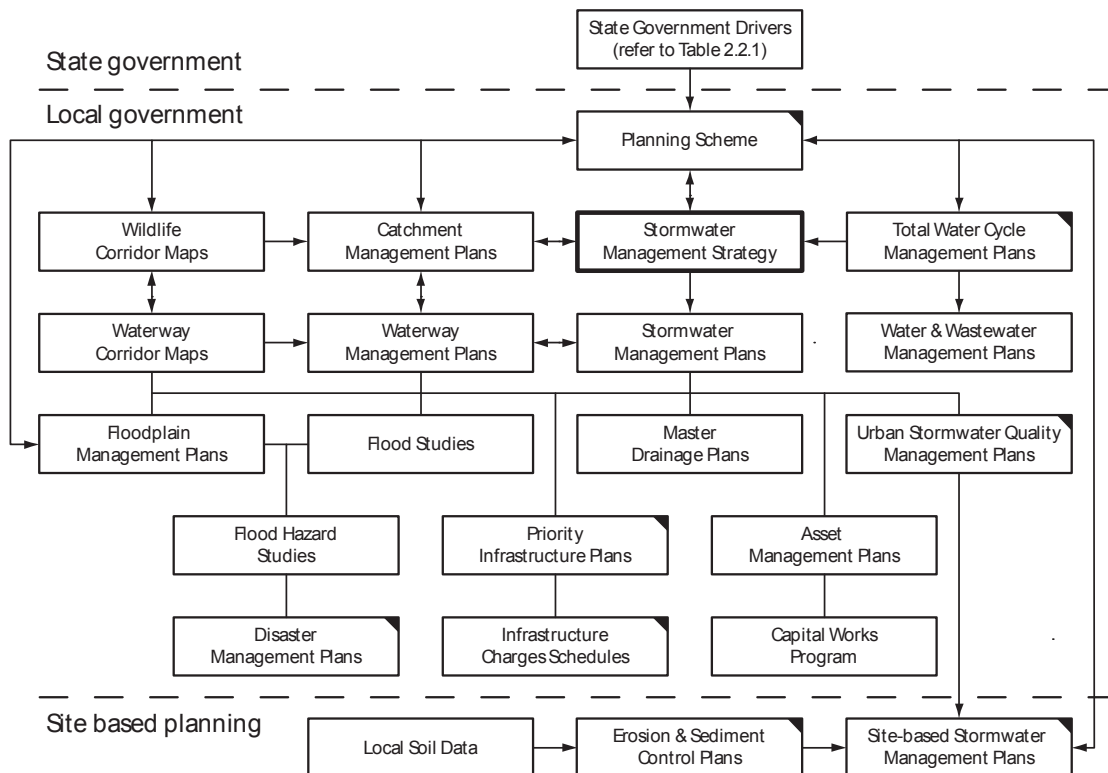 State Government Drivers
(refer to Table 2.2.1)
State government
Local government
Planning Scheme
Wildlife
Corridor Maps
Catchment
Management Plans
Stormwater
Management Strategy
Total Water Cycle
Management Plans
Waterway
Corridor Maps
Waterway
Management Plans
Stormwater
Management Plans
Water & Wastewater
Management Plans
Floodplain
Management Plans
Flood Studies
Master
Drainage Plans
Urban Stormwater Quality
Management Plans
Flood Hazard
Studies
Priority
Infrastructure Plans
Asset
Management Plans
Disaster
Management Plans
Infrastructure
Charges Schedules
Capital Works
Program
Site based planning
Local Soil Data
Erosion & Sediment
Control Plans
Site-based Stormwater
Management Plans